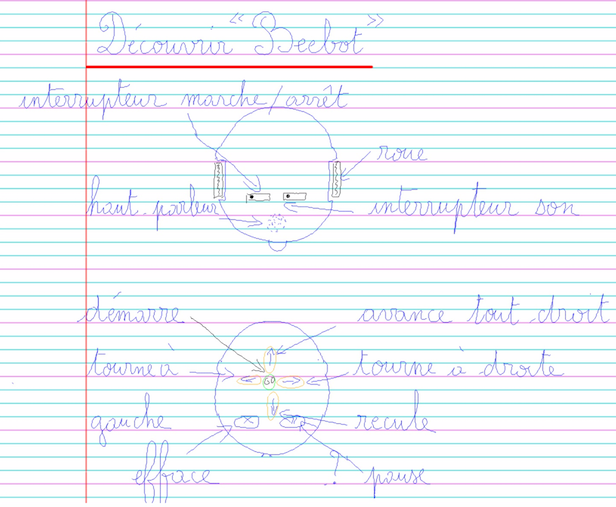 Découvrir "Beebot"
interrupteur marche/arrêt
roue
haut-parleur
interrupteur son
démarre
avance tout droit
tourne à
gauche
tourne à droite
GO
recule
efface
? pause